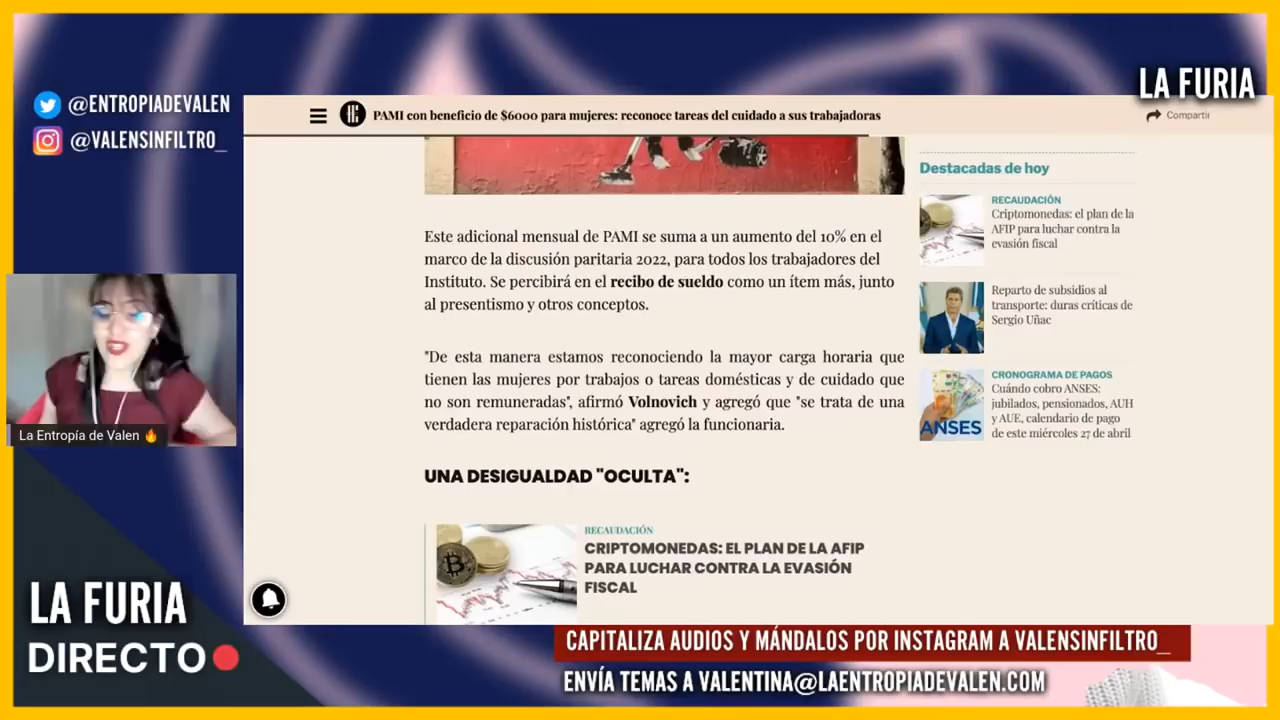 @ENTROPIADEVALEN
@VALENSINFILTRO_
LA FURIA
PAMI con beneficio de $6000 para mujeres: reconoce tareas del cuidado a sus trabajadoras
Compartir
Este adicional mensual de PAMI se suma a un aumento del 10% en el
marco de la discusión paritaria 2022, para todos los trabajadores del
Instituto. Se percibirá en el recibo de sueldo como un ítem más, junto
al presentismo y otros conceptos.
"De esta manera estamos reconociendo la mayor carga horaria que
tienen las mujeres por trabajos o tareas domésticas y de cuidado que
no son remuneradas", afirmó Volnovich y agregó que "se trata de una
verdadera reparación histórica" agregó la funcionaria.
UNA DESIGUALDAD "OCULTA":
RECAUDACIÓN
CRIPTOMONEDAS: EL PLAN DE LA AFIP
PARA LUCHAR CONTRA LA EVASIÓN
FISCAL
Destacadas de hoy
RECAUDACIÓN
Criptomonedas: el plan de la
AFIP para luchar contra la
evasión fiscal
Reparto de subsidios al
transporte: duras críticas de
Sergio Uñac
CRONOGRAMA DE PAGOS
Cuándo cobro ANSES:
jubilados, pensionados, AUH
y AUE, calendario de pago
de este miércoles 27 de abril
ANSES
La Entropía de Valen 🔥
LA FURIA
DIRECTO
CAPITALIZA AUDIOS Y MÁNDALOS POR INSTAGRAM A VALENSINFILTRO_
ENVÍA TEMAS A VALENTINA@LAENTROPIADEVALEN.COM